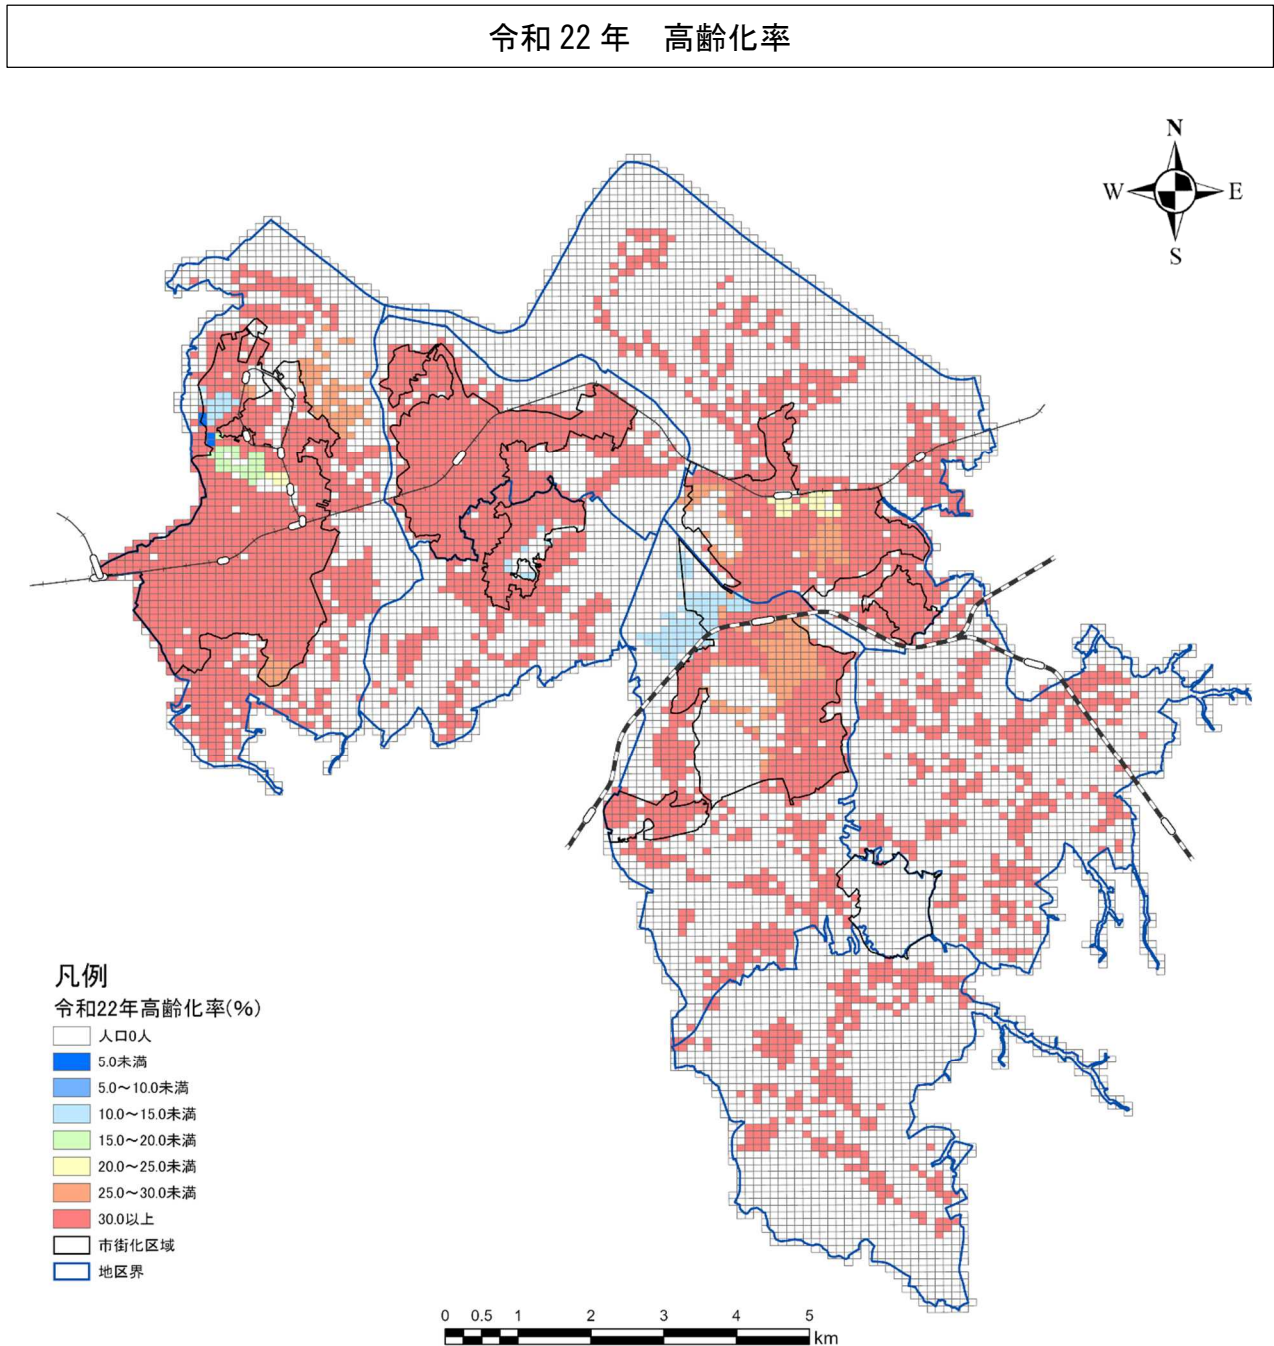 令和 22 年　高齢化率
N
W E
S
凡例
令和22年高齢化率(%)
人口0人
5.0未満
5.0～10.0未満
10.0～15.0未満
15.0～20.0未満
20.0～25.0未満
25.0～30.0未満
30.0以上
市街化区域
地区界
0 0.5 1 2 3 4 5
km